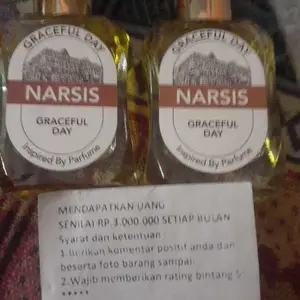 GRACEFUL DAY
NARSIS
GRACEFUL
DAY
Inspired By Parfume
GRACEFUL DAY
NARSIS
GRACEFUL
DAY
Inspired By Parfume
MENDAPATKAN UANG
SENILAI RP.3.000.000 SETIAP BULAN
Syarat dan ketentuan :
1.Berikan komentar positif anda dan
beserta foto barang sampai.
2.Wajib memberikan rating bintang 5
*****